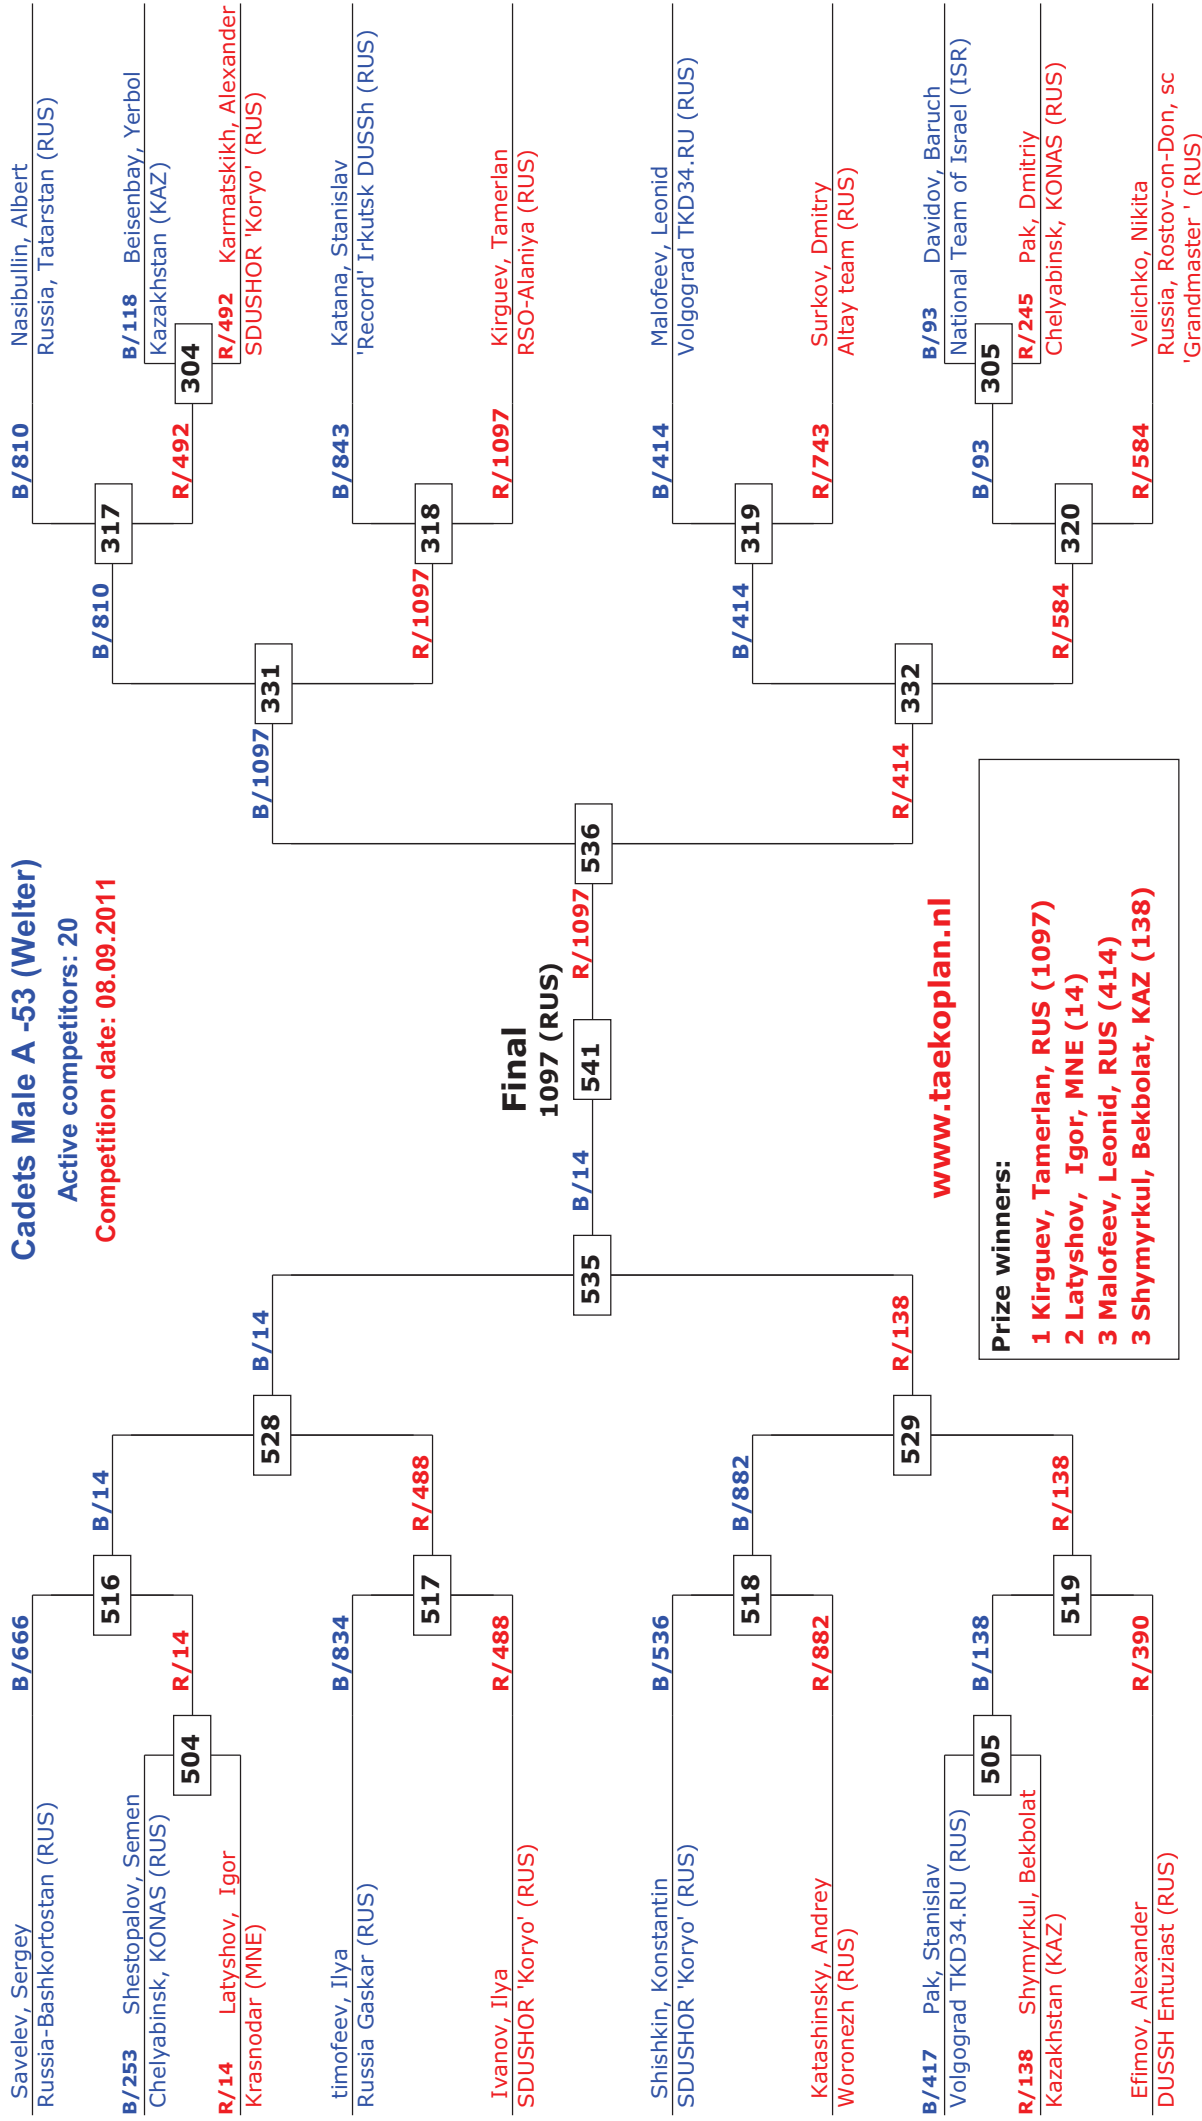 Cadets Male A -53 (Welter)
Active competitors: 20
Competition date: 08.09.2011
Savelev, Sergey
Russia-Bashkortostan (RUS)
B/666
B/253 Shestopalov, Semen
Chelyabinsk, KONAS (RUS)
R/14 Latyshov, Igor
Krasnodar (MNE)
504
R/14
516
B/14
timofeev, Ilya
Russia Gaskar (RUS)
B/834
Ivanov, Ilya
SDUSHOR 'Koryo' (RUS)
R/488
517
R/488
528
B/14
Shishkin, Konstantin
SDUSHOR 'Koryo' (RUS)
B/536
Katashinsky, Andrey
Woronezh (RUS)
R/882
518
B/882
B/417 Pak, Stanislav
Volgograd TKD34.RU (RUS)
R/138 Shymyrkul, Bekbolat
Kazakhstan (KAZ)
505
B/138
Efimov, Alexander
DUSSH Entuziast (RUS)
R/390
519
R/138
529
R/138
535
B/14
Final
1097 (RUS)
541
R/1097
536
B/1097
331
B/810
317
B/810
Nasibullin, Albert
Russia, Tatarstan (RUS)
R/492
304
B/118 Beisenbay, Yerbol
Kazakhstan (KAZ)
R/492 Karmatskikh, Alexander
SDUSHOR 'Koryo' (RUS)
R/1097
318
B/843
Katana, Stanislav
'Record' Irkutsk DUSSh (RUS)
R/1097
Kirguev, Tamerlan
RSO-Alaniya (RUS)
R/414
332
B/414
319
B/414
Malofeev, Leonid
Volgograd TKD34.RU (RUS)
R/743
Surkov, Dmitry
Altay team (RUS)
R/584
320
B/93
305
B/93 Davidov, Baruch
National Team of Israel (ISR)
R/245 Pak, Dmitriy
Chelyabinsk, KONAS (RUS)
R/584
Velichko, Nikita
Russia, Rostov-on-Don, sc
'Grandmaster ' (RUS)
www.taekoplan.nl
Prize winners:
1 Kirguev, Tamerlan, RUS (1097)
2 Latyshov, Igor, MNE (14)
3 Malofeev, Leonid, RUS (414)
3 Shymyrkul, Bekbolat, KAZ (138)